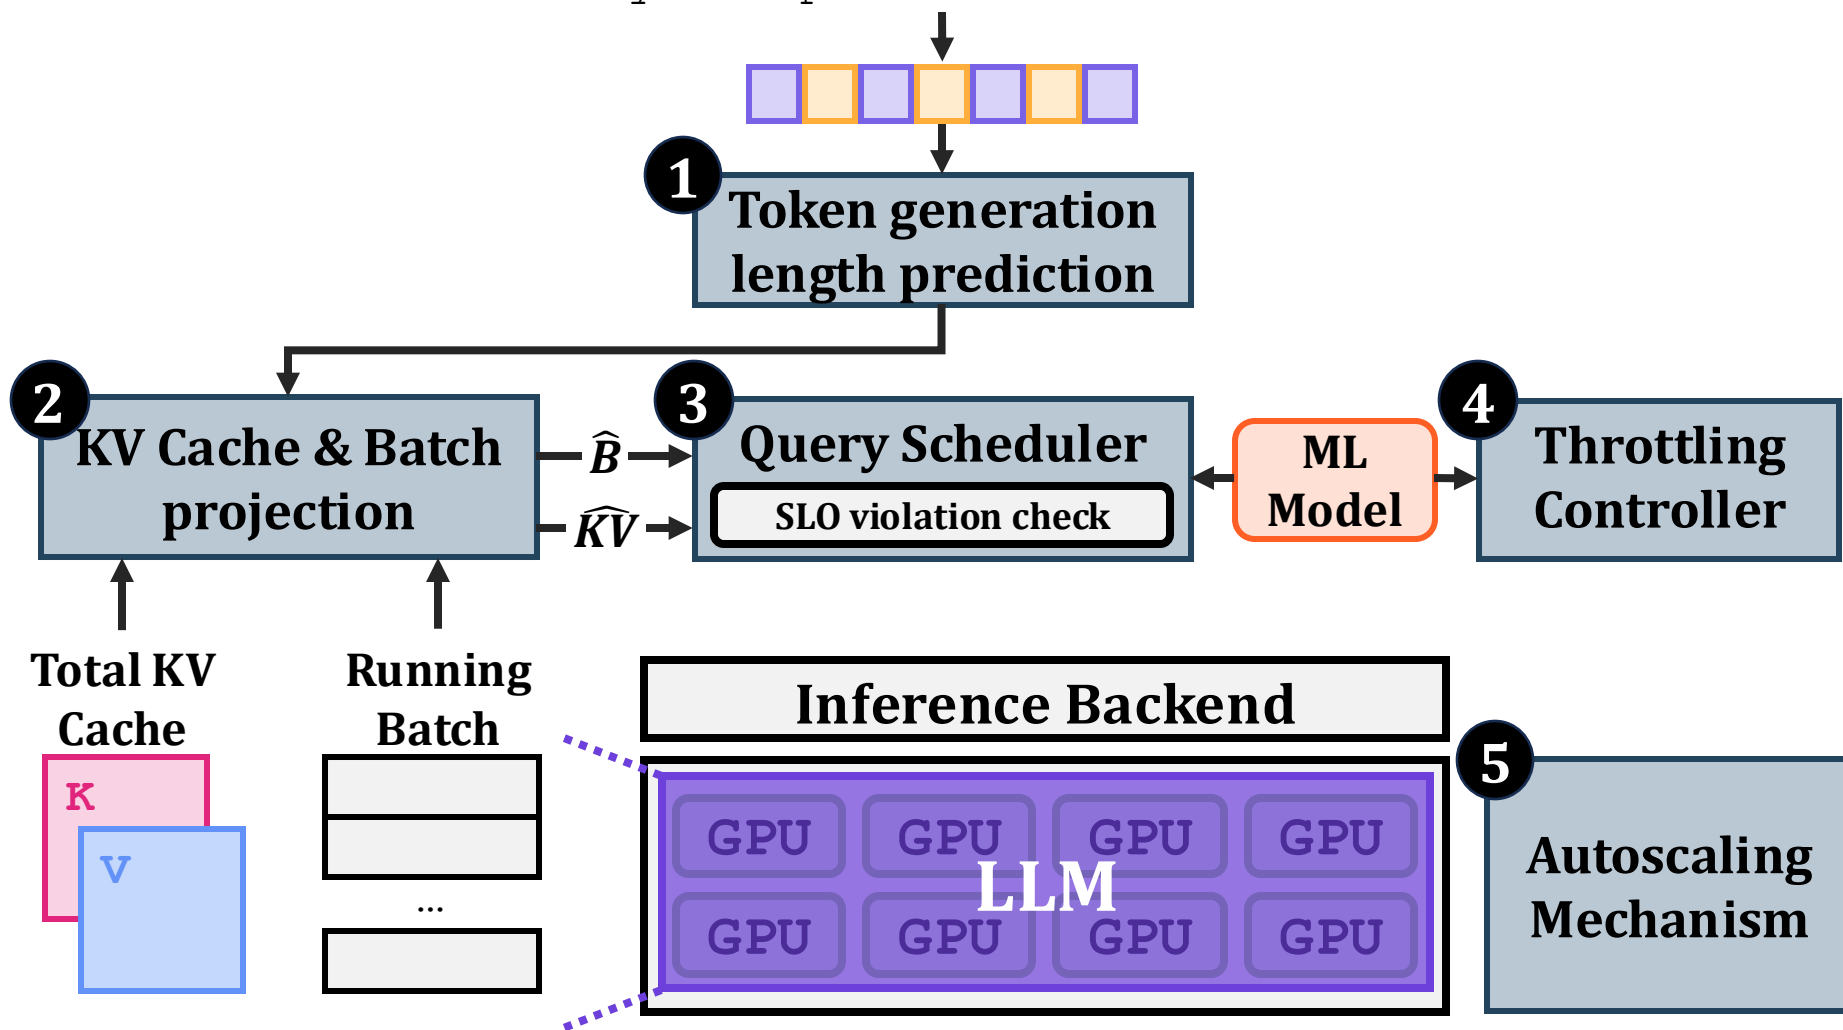 1
Token generation
length prediction
2
KV Cache & Batch
projection
B̂
K̂V̂
3
Query Scheduler
SLO violation check
ML
Model
4
Throttling
Controller
Total KV
Cache
K
V
Running
Batch
...
Inference Backend
GPU GPU GPU GPU
LLM
GPU GPU GPU GPU
5
Autoscaling
Mechanism